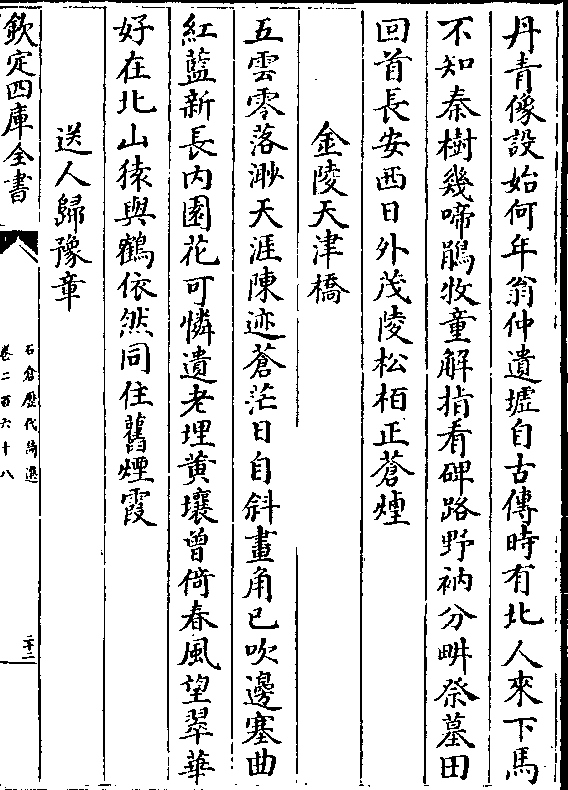 丹青像設始何年翁仲遺墟自古傳時有北人來下馬
不知秦樹幾啼鵑牧童解指看碑路野衲分畊祭墓田
回首長安西日外茂陵松栢正蒼煙
金陵天津橋
五雲零落渺天涯陳迹蒼茫日自斜畫角已吹邊塞曲
紅藍新長内園花可憐遺老埋黄壤曾倚春風望翠華
好在北山猿與鶴依然同住舊煙霞
送人歸豫章
欽定四庫全書
石倉歷代詩選
卷二百六十八
二十二